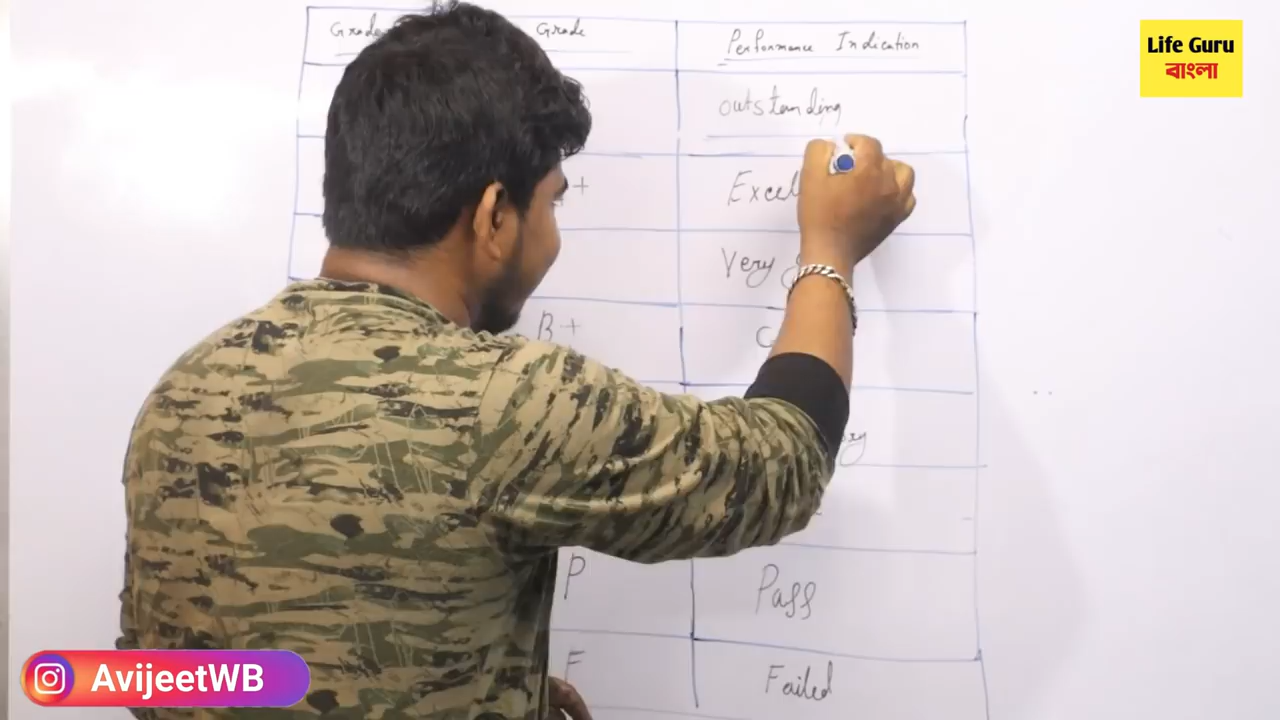 Grade Grade Performance Indication
outstanding
+ Excel
Very g
B+
P Pass
F Failed
Life Guru
বাংলা
AvijeetWB